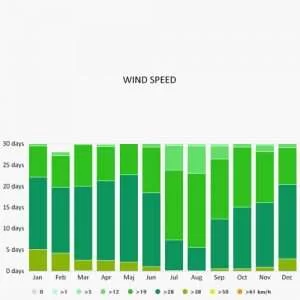 WIND SPEED
30 days
25 days
20 days
15 days
10 days
5 days
0 days
Jan Feb Mar Apr May Jun Jul Aug Sep Oct Nov Dec
0 >1 >5 >12 >19 >28 >38 >50 >61 km/h